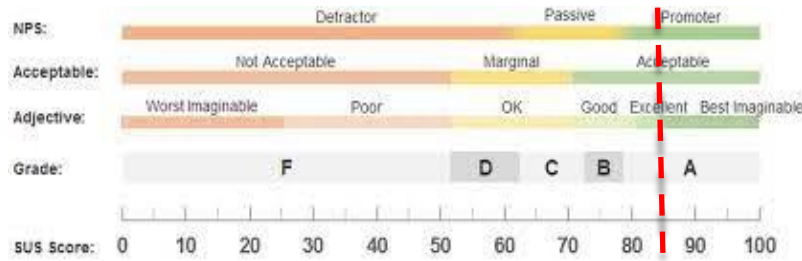 Detractor Passive Promoter
NPS:
Not Acceptable Marginal Acceptable
Acceptable:
Worst Imaginable Poor OK Good Excellent Best Imaginable
Adjective:
Grade: F D C B A
SUS Score: 0 10 20 30 40 50 60 70 80 90 100